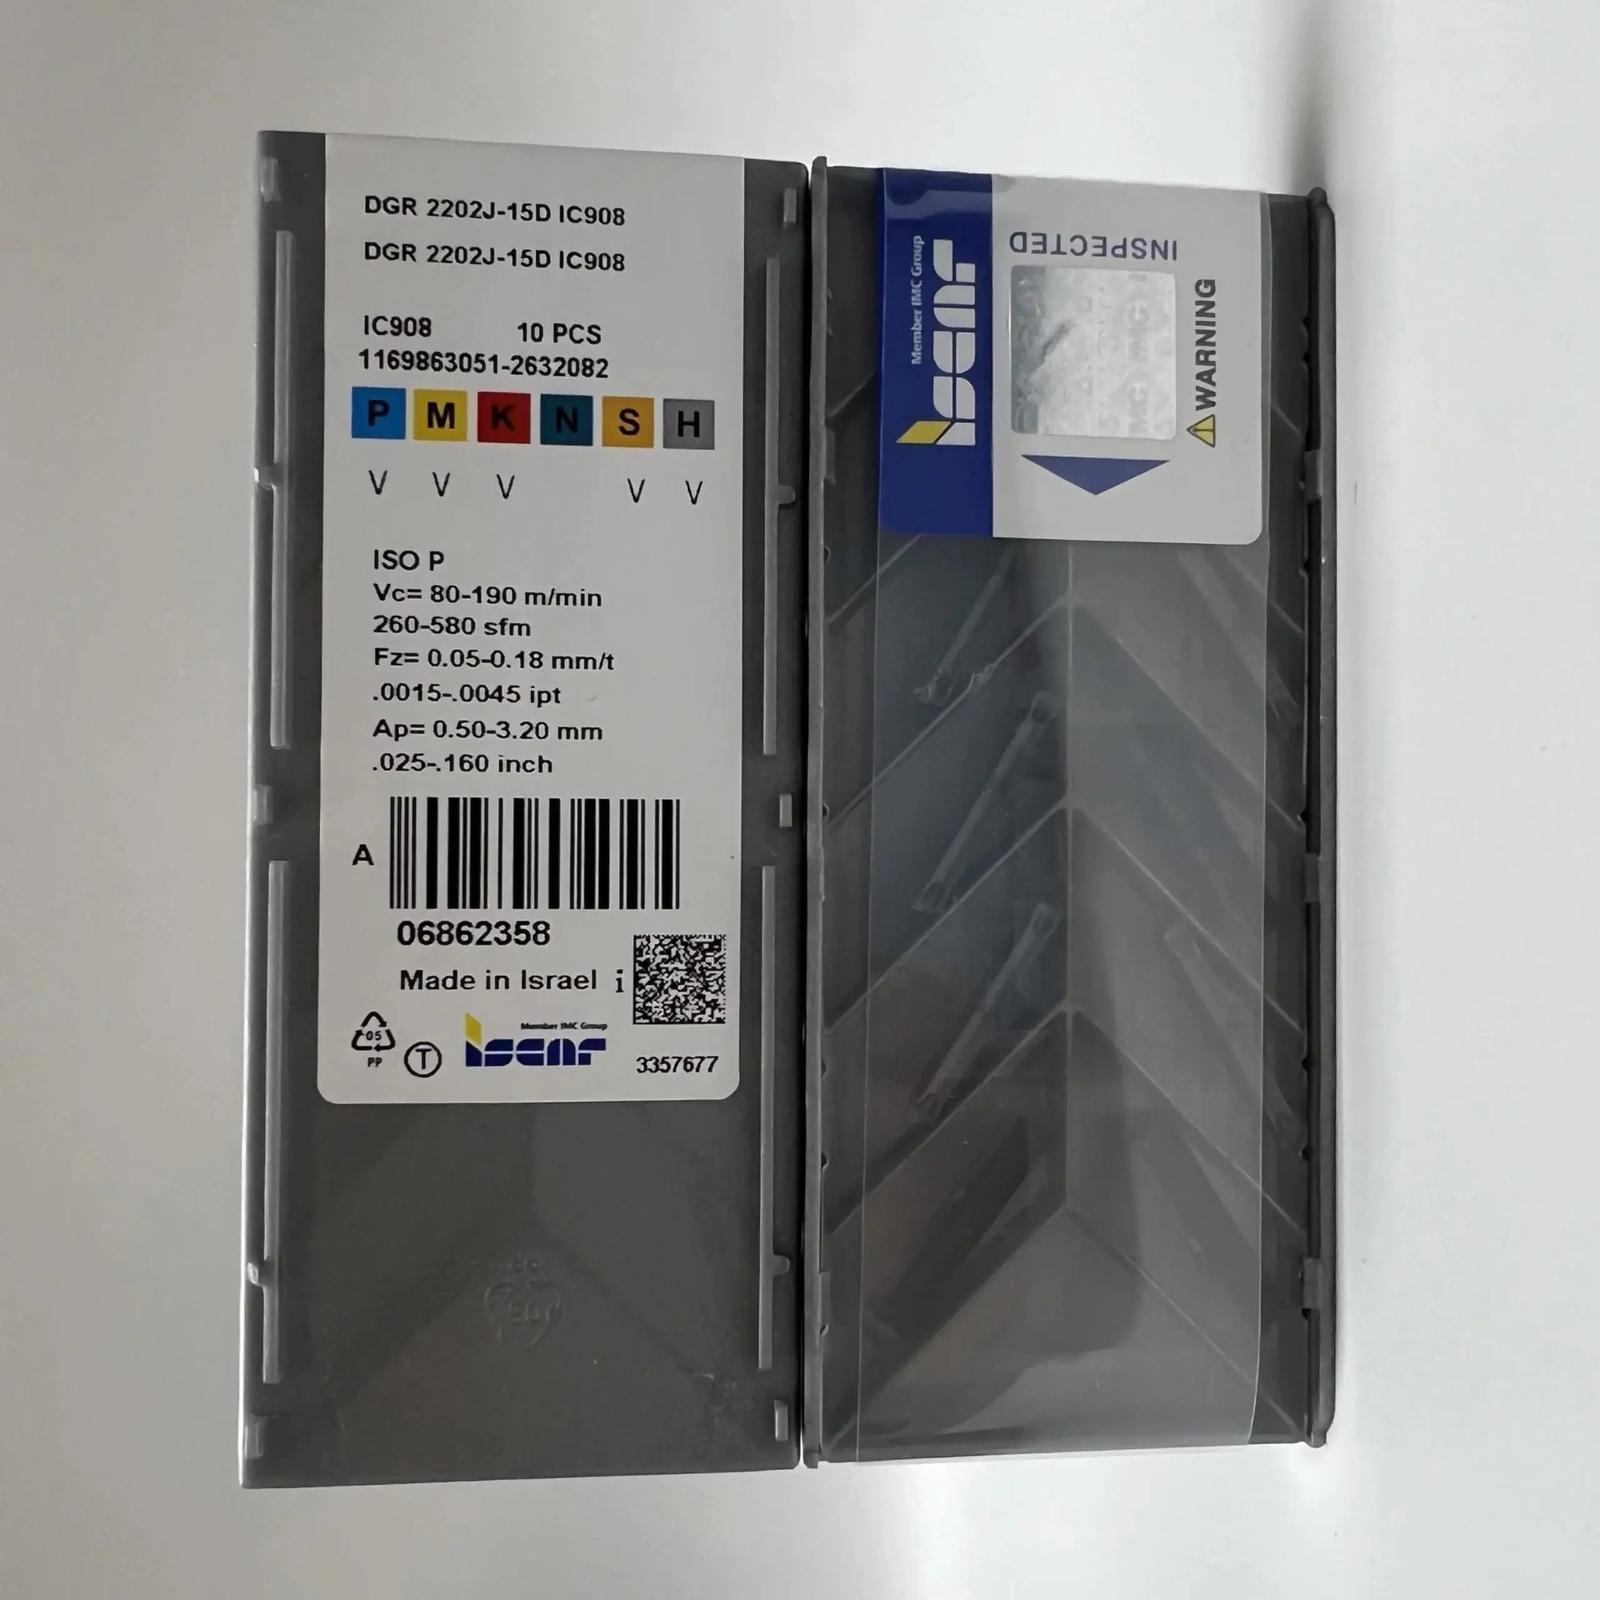 DGR 2202J-15D IC908
DGR 2202J-15D IC908
IC908 10 PCS
1169863051-2632082
P M K N S H
V V V V V
ISO P
Vc= 80-190 m/min
260-580 sfm
Fz= 0.05-0.18 mm/t
.0015-.0045 ipt
Ap= 0.50-3.20 mm
.025-.160 inch
A
06862358
Made in Israel i
05
PP
T
Member IMC Group
iscar
3357677
Member IMC Group
iscar
INSPECTED
WARNING